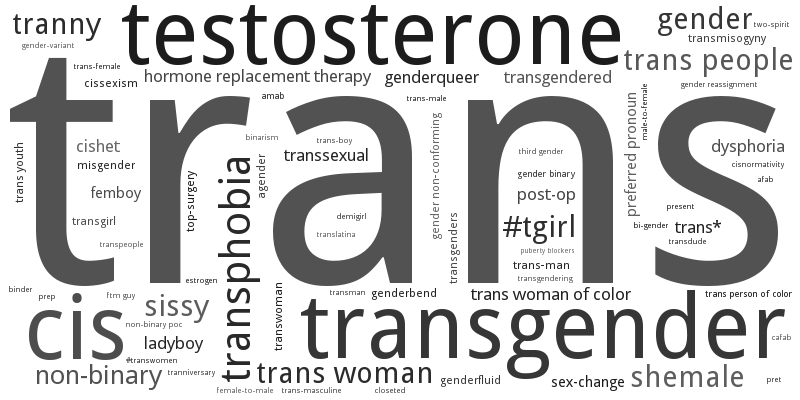 tranny
testosterone
gender
two-spirit
gender-variant
transmisogyny
trans people
trans-female
cissexism
hormone replacement therapy
genderqueer
transgendered
gender reassignment
trans
amab
trans-male
male-to-female
preferred pronoun
binarism
trans-boy
gender non-conforming
cishet
misgender
trans youth
transsexual
third gender
dysphoria
cisnormativity
agender
gender binary
afab
femboy
top-surgery
post-op
present
transgirl
demigirl
#tgirl
bi-gender
trans*
transpeople
transphobia
translatina
transgenders
transdude
puberty blockers
trans-man
transgendering
estrogen
binder
prep
ftm guy
transwoman
transman
genderbend
trans woman of color
trans person of color
cis
sissy
transgender
non-binary poc
ladyboy
cafab
#transwomen
non-binary
tranniversary
trans woman
genderfluid
sex-change
shemale
pret
female-to-male
trans-masculine
closeted